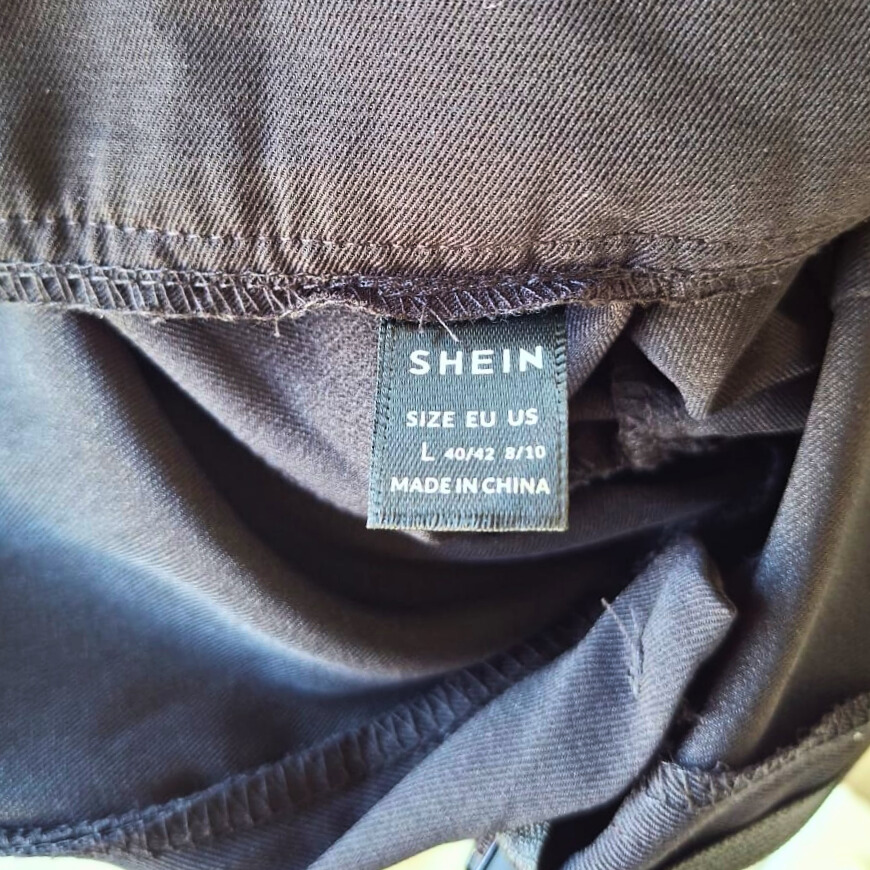 SHEIN
SIZE EU US
L 40/42 8/10
MADE IN CHINA